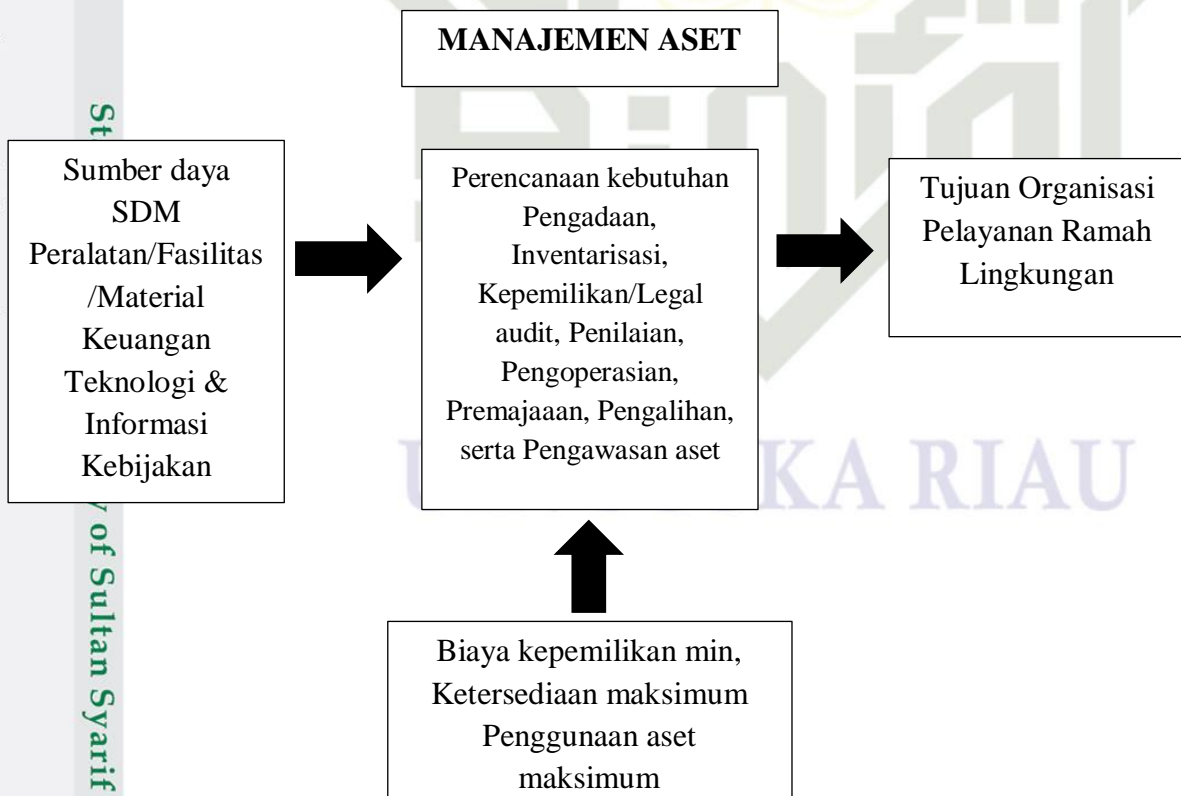 MANAJEMEN ASET
Sumber daya
SDM
Peralatan/Fasilitas
/Material
Keuangan
Teknologi &
Informasi
Kebijakan
Perencanaan kebutuhan
Pengadaan,
Inventarisasi,
Kepemilikan/Legal
audit, Penilaian,
Pengoperasian,
Premajaaan, Pengalihan,
serta Pengawasan aset
Tujuan Organisasi
Pelayanan Ramah
Lingkungan
Biaya kepemilikan min,
Ketersediaan maksimum
Penggunaan aset
maksimum
KA RIAU
of Sultan Syarif